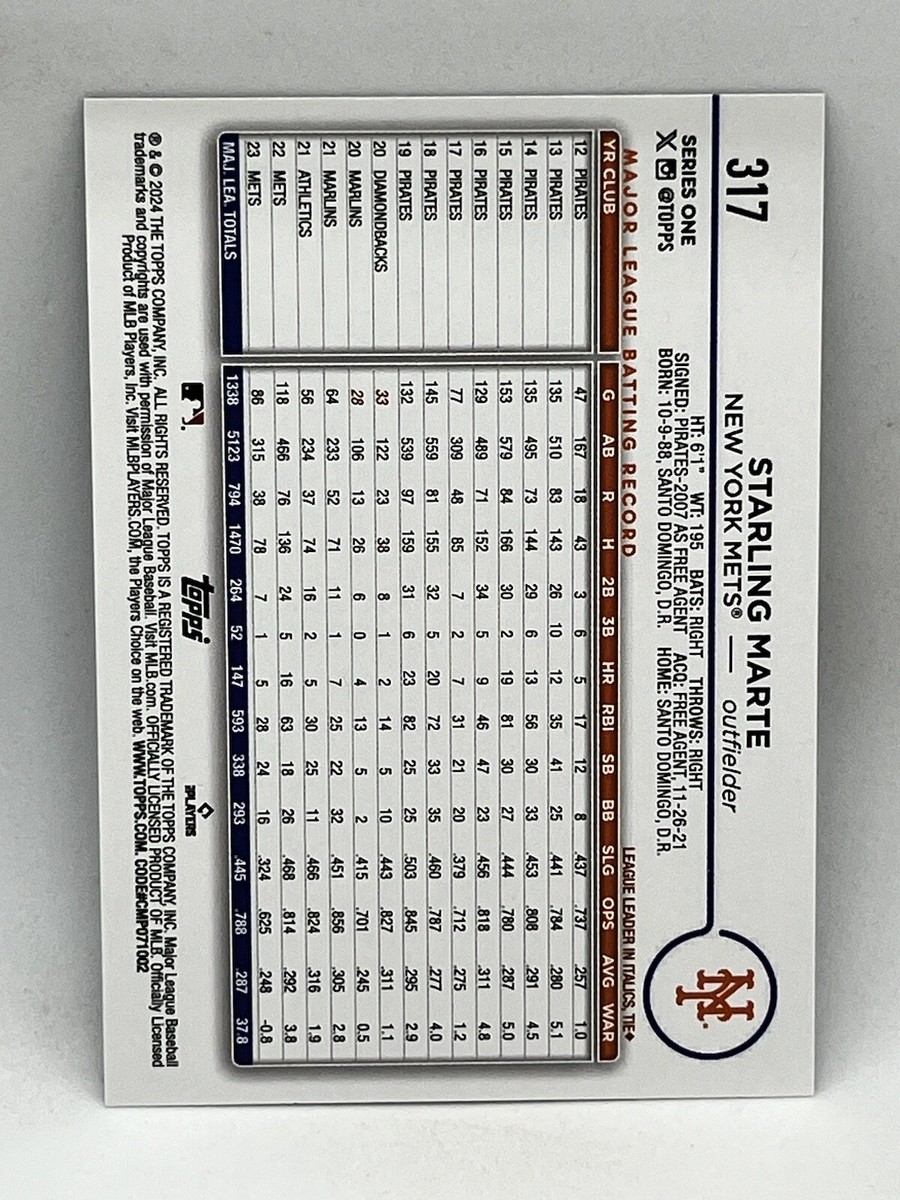 317
STARLING MARTE
NEW YORK METS® — outfielder
SERIES ONE
@TOPPS
HT: 6'1" WT: 195 BATS: RIGHT THROWS: RIGHT
SIGNED: PIRATES-2007 AS FREE AGENT ACQ: FREE AGENT, 11-26-21
BORN: 10-9-88, SANTO DOMINGO, D.R. HOME: SANTO DOMINGO, D.R.
MAJOR LEAGUE BATTING RECORD LEAGUE LEADER IN ITALICS, TIE♦
YR CLUB G AB R H 2B 3B HR RBI SB BB SLG OPS AVG WAR
12 PIRATES 47 167 18 43 3 6 5 17 12 8 .437 .737 .257 1.0
13 PIRATES 135 510 83 143 26 10 12 35 41 25 .441 .784 .280 5.1
14 PIRATES 135 495 73 144 29 6 13 56 30 33 .453 .808 .291 4.5
15 PIRATES 153 579 84 166 30 2 19 81 30 27 .444 .780 .287 5.0
16 PIRATES 129 489 71 152 34 5 9 46 47 23 .456 .818 .311 4.8
17 PIRATES 77 309 48 85 7 2 7 31 21 20 .379 .712 .275 1.2
18 PIRATES 145 559 81 155 32 5 20 72 33 35 .460 .787 .277 4.0
19 PIRATES 132 539 97 159 31 6 23 82 25 25 .503 .845 .295 2.9
20 DIAMONDBACKS 33 122 23 38 8 1 2 14 5 10 .443 .827 .311 1.1
20 MARLINS 28 106 13 26 6 0 4 13 5 2 .415 .701 .245 0.5
21 MARLINS 64 233 52 71 11 1 7 25 22 32 .451 .856 .305 2.8
21 ATHLETICS 56 234 37 74 16 2 5 30 25 11 .466 .824 .316 1.9
22 METS 118 466 76 136 24 5 16 63 18 26 .468 .814 .292 3.8
23 METS 86 315 38 78 7 1 5 28 24 16 .324 .625 .248 -0.8
MAJ. LEA. TOTALS 1338 5123 794 1470 264 52 147 593 338 293 .445 .788 .287 37.8
topps
PLAYERS
® & © 2024 THE TOPPS COMPANY, INC. ALL RIGHTS RESERVED. TOPPS IS A REGISTERED TRADEMARK OF THE TOPPS COMPANY, INC. Major League Baseball
trademarks and copyrights are used with permission of Major League Baseball. Visit MLB.com. OFFICIALLY LICENSED PRODUCT OF MLB. Officially Licensed
Product of MLB Players, Inc. Visit MLBPLAYERS.COM, the Players Choice on the web. WWW.TOPPS.COM. CODE#CMP071002